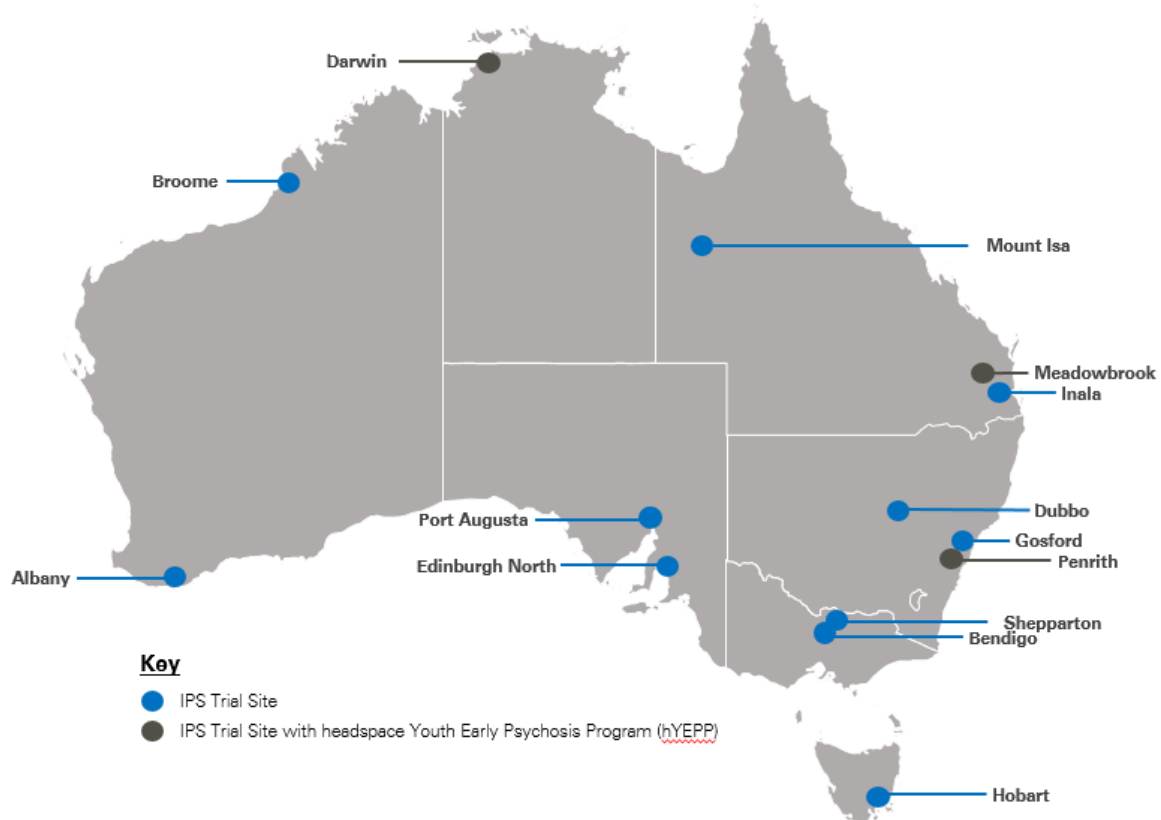 Darwin
Broome
Mount Isa
Meadowbrook
Inala
Port Augusta
Dubbo
Gosford
Edinburgh North
Penrith
Albany
Shepparton
Bendigo
Key
IPS Trial Site
IPS Trial Site with headspace Youth Early Psychosis Program (hYEPP)
Hobart